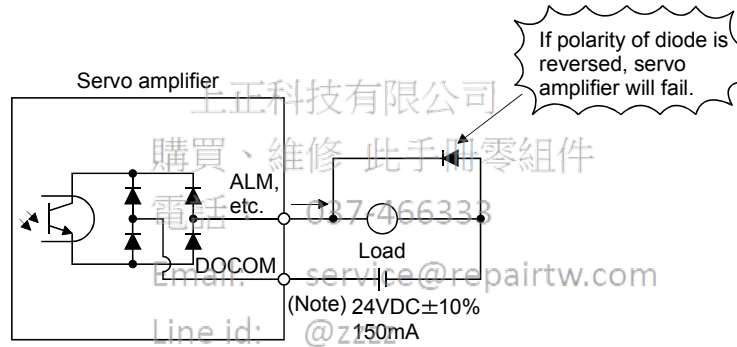 If polarity of diode is
reversed, servo
amplifier will fail.
Servo amplifier
上正科技有限公司
購買、維修 此手冊零組件
ALM,
etc.
電話： 037-466333
Load
DOCOM
Email: service@repairtw.com
(Note) 24VDC±10%
150mA
Line id: @zzzz